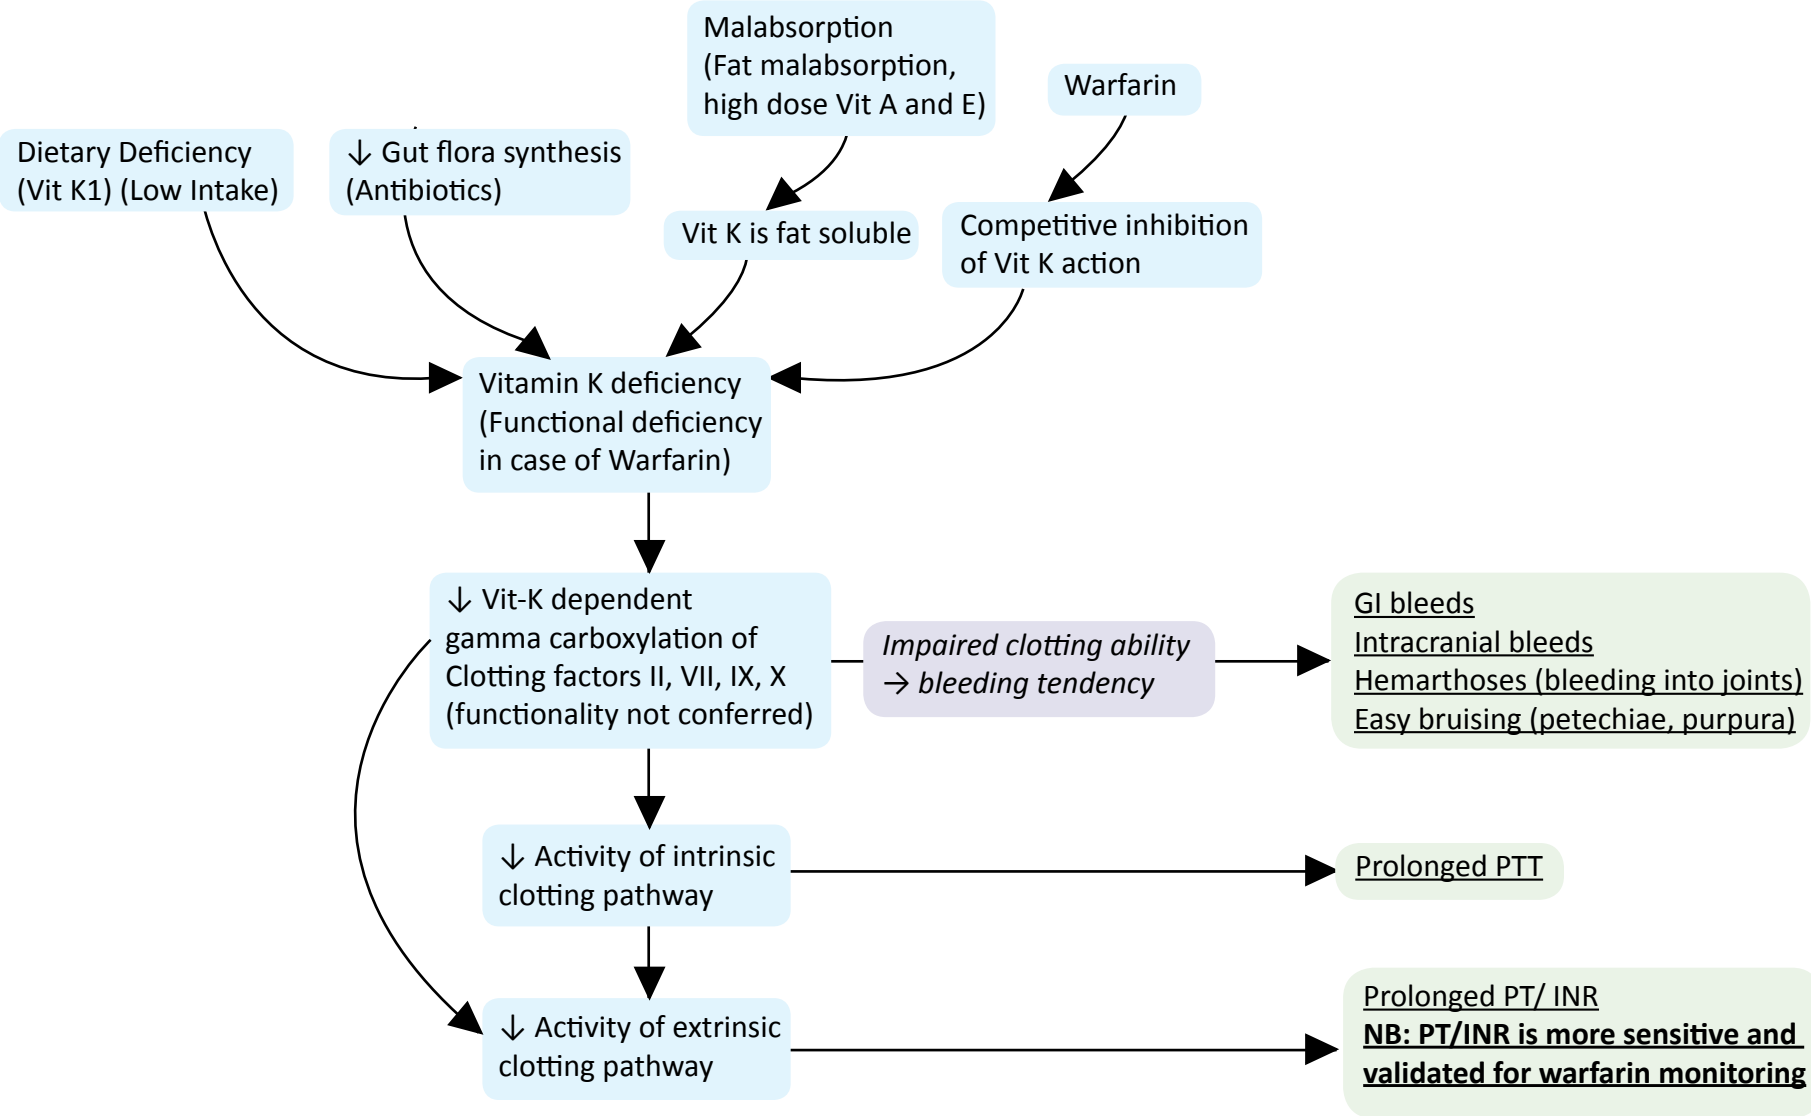 Malabsorption
(Fat malabsorption,
high dose Vit A and E)
Warfarin
Dietary Deficiency
(Vit K1) (Low Intake)
↓ Gut flora synthesis
(Antibiotics)
Vit K is fat soluble
Competitive inhibition
of Vit K action
Vitamin K deficiency
(Functional deficiency
in case of Warfarin)
↓ Vit-K dependent
gamma carboxylation of
Clotting factors II, VII, IX, X
(functionality not conferred)
Impaired clotting ability
→ bleeding tendency
GI bleeds
Intracranial bleeds
Hemarthoses (bleeding into joints)
Easy bruising (petechiae, purpura)
↓ Activity of intrinsic
clotting pathway
Prolonged PTT
↓ Activity of extrinsic
clotting pathway
Prolonged PT/ INR
NB: PT/INR is more sensitive and
validated for warfarin monitoring